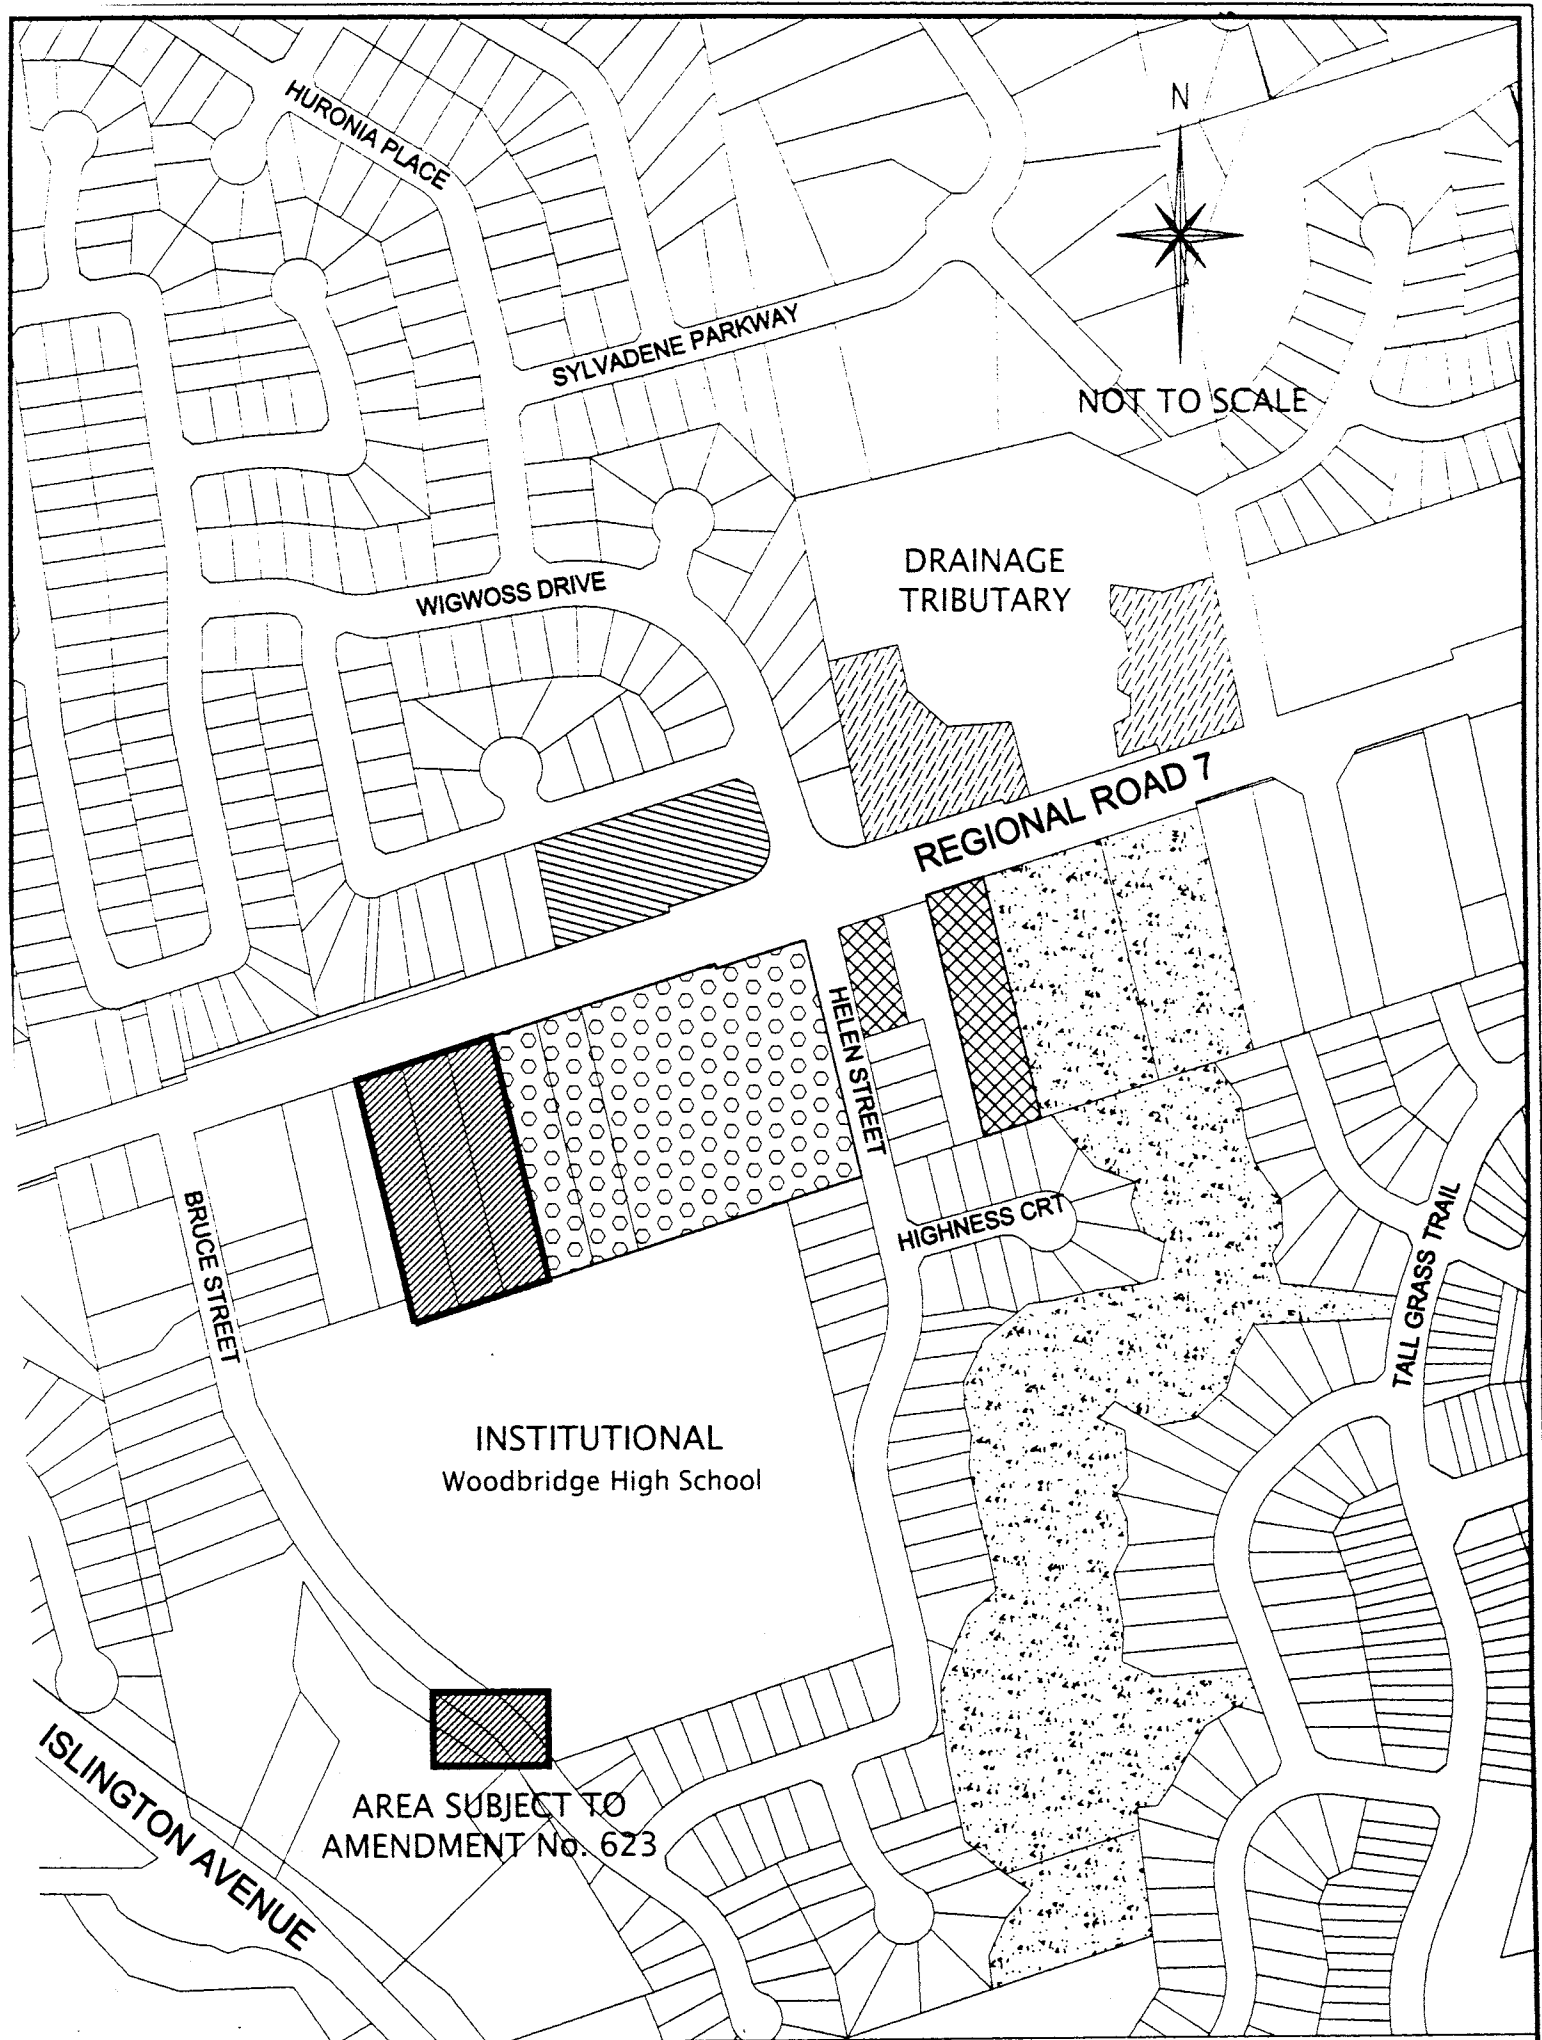 HURONIA PLACE
N
SYLVADENE PARKWAY
NOT TO SCALE
DRAINAGE
TRIBUTARY
WIGWOSS DRIVE
REGIONAL ROAD 7
HELEN STREET
BRUCE STREET
HIGHNESS CRT
TALL GRASS TRAIL
INSTITUTIONAL
Woodbridge High School
AREA SUBJECT TO
AMENDMENT No. 623
ISLINGTON AVENUE